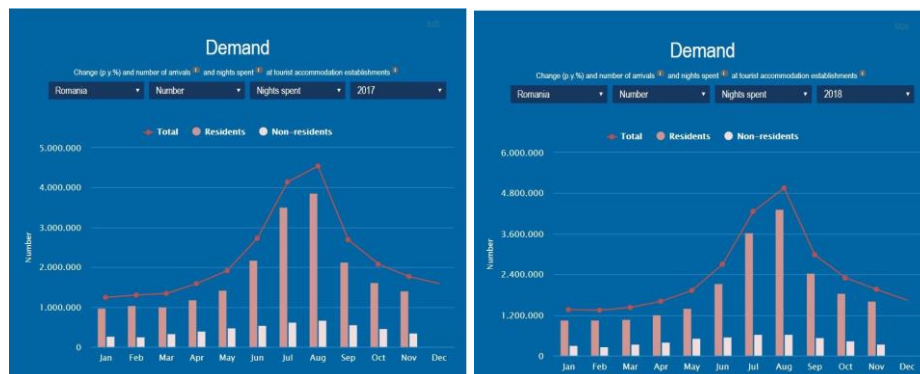 Demand
Change (p.y.%) and number of arrivals i and nights spent i at tourist accommodation establishments i
Romania Number Nights spent 2017
Total Residents Non-residents
5.000.000
4.000.000
3.000.000
2.000.000
1.000.000
0
Number
Jan Feb Mar Apr May Jun Jul Aug Sep Oct Nov Dec
Demand
Change (p.y.%) and number of arrivals i and nights spent i at tourist accommodation establishments i
Romania Number Nights spent 2018
Total Residents Non-residents
6.000.000
4.800.000
3.600.000
2.400.000
1.200.000
0
Number
Jan Feb Mar Apr May Jun Jul Aug Sep Oct Nov Dec